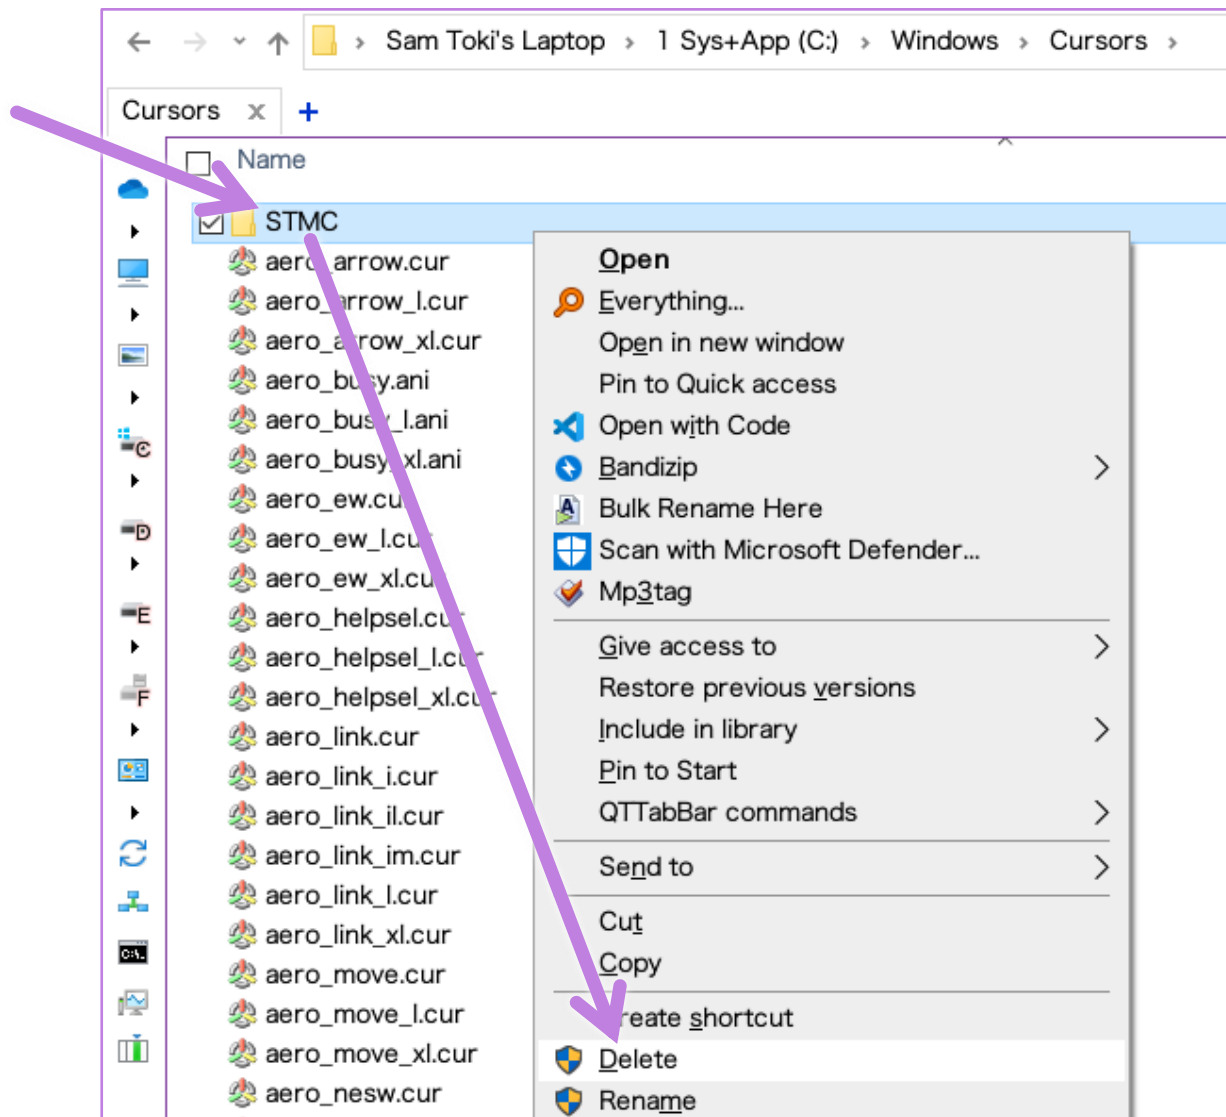 Sam Toki's Laptop › 1 Sys+App (C:) › Windows › Cursors ›
Cursors x +
Name
STMC
aero_arrow.cur
aero_arrow_l.cur
aero_arrow_xl.cur
aero_busy.ani
aero_busy_l.ani
aero_busy_xl.ani
aero_ew.cur
aero_ew_l.cur
aero_ew_xl.cur
aero_helpsel.cur
aero_helpsel_l.cur
aero_helpsel_xl.cur
aero_link.cur
aero_link_i.cur
aero_link_il.cur
aero_link_im.cur
aero_link_l.cur
aero_link_xl.cur
aero_move.cur
aero_move_l.cur
aero_move_xl.cur
aero_nesw.cur
C
D
E
F
C:\.
Open
Everything...
Open in new window
Pin to Quick access
Open with Code
Bandizip
Bulk Rename Here
Scan with Microsoft Defender...
Mp3tag
Give access to
Restore previous versions
Include in library
Pin to Start
QTTabBar commands
Send to
Cut
Copy
Create shortcut
Delete
Rename